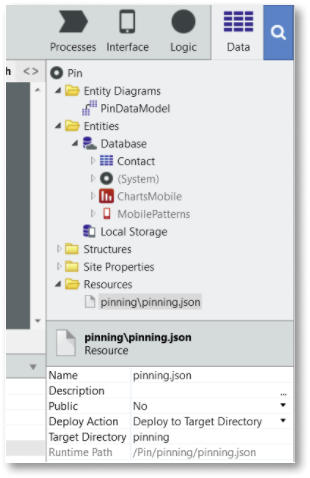 Processes Interface Logic Data
h <>
Pin
Entity Diagrams
PinDataModel
Entities
Database
Contact
(System)
ChartsMobile
MobilePatterns
Local Storage
Structures
Site Properties
Resources
pinning\pinning.json
pinning\pinning.json
Resource
Name pinning.json
Description ...
Public No
Deploy Action Deploy to Target Directory
Target Directory pinning
Runtime Path /Pin/pinning/pinning.json